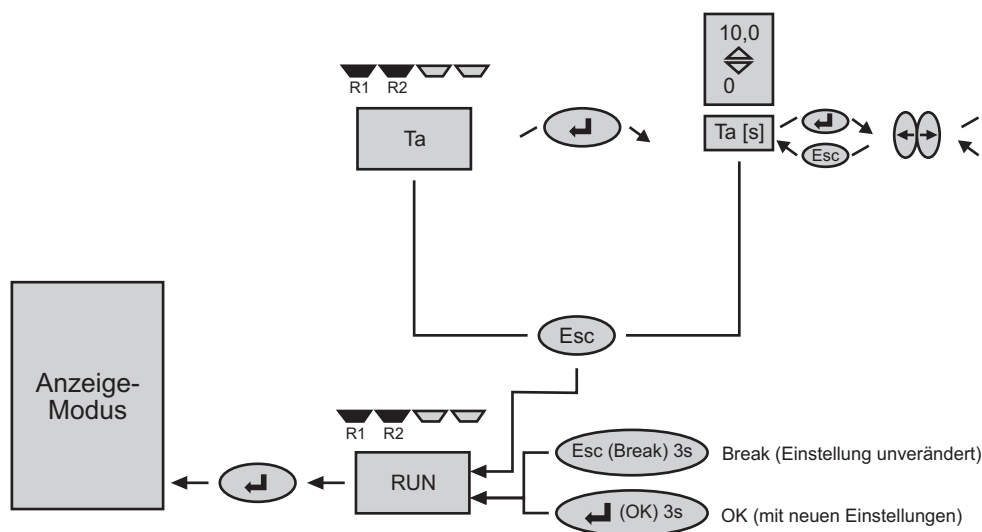 10,0
0
R1 R2
Ta
Ta [s]
Esc
Esc
Anzeige-
Modus
R1 R2
RUN
Esc (Break) 3s
Break (Einstellung unverändert)
(OK) 3s
OK (mit neuen Einstellungen)